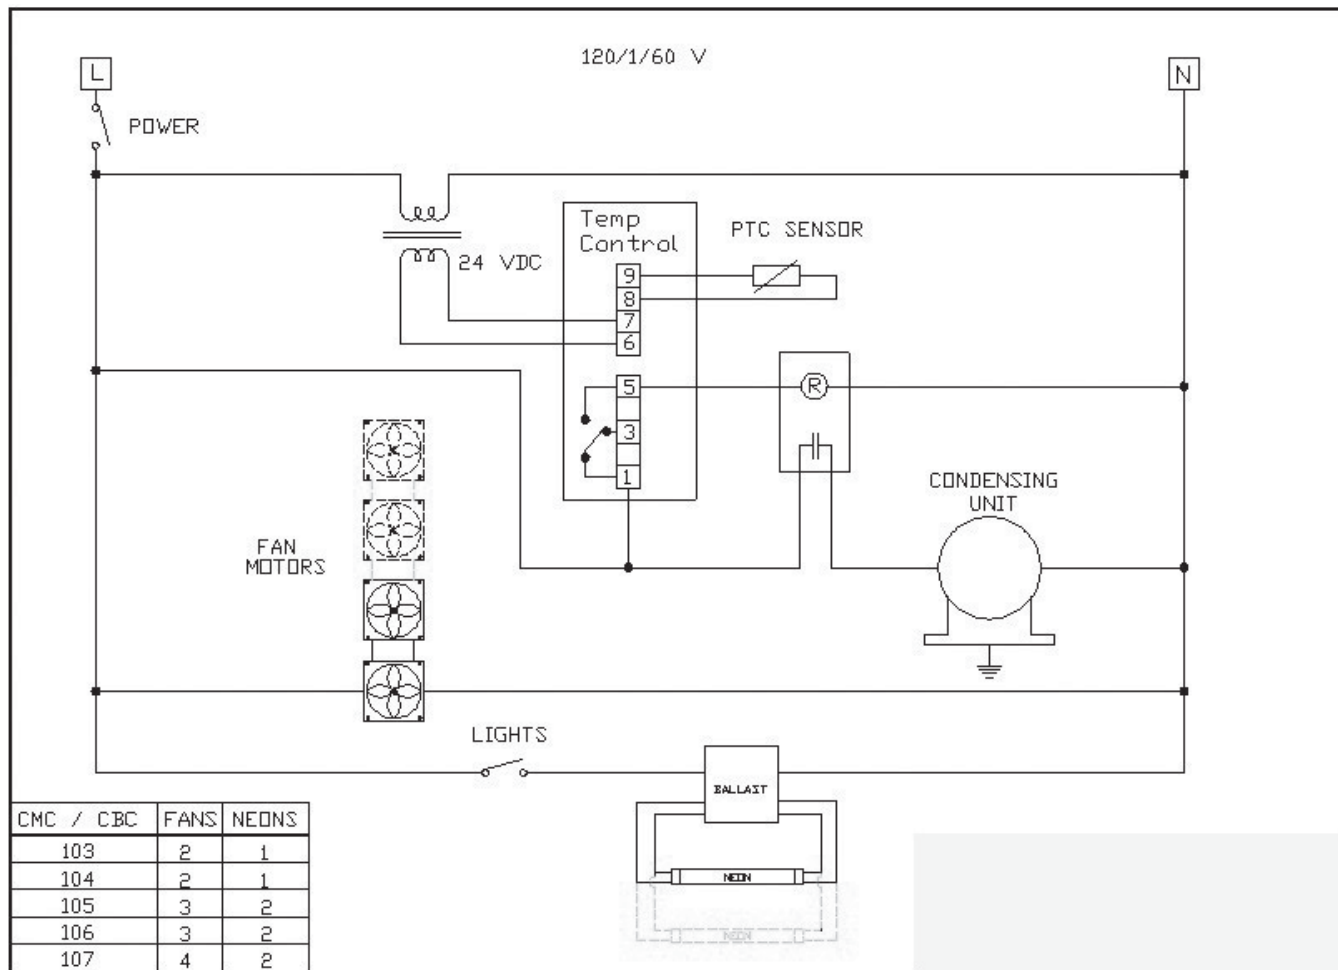 120/1/60 V
L
N
POWER
Temp
Control
PTC SENSOR
24 VDC
9
8
7
6
5
R
3
1
CONDENSING
UNIT
FAN
MOTORS
LIGHTS
BALLAST
NEON
NEON
CMC / CBC FANS NEONS
103 2 1
104 2 1
105 3 2
106 3 2
107 4 2